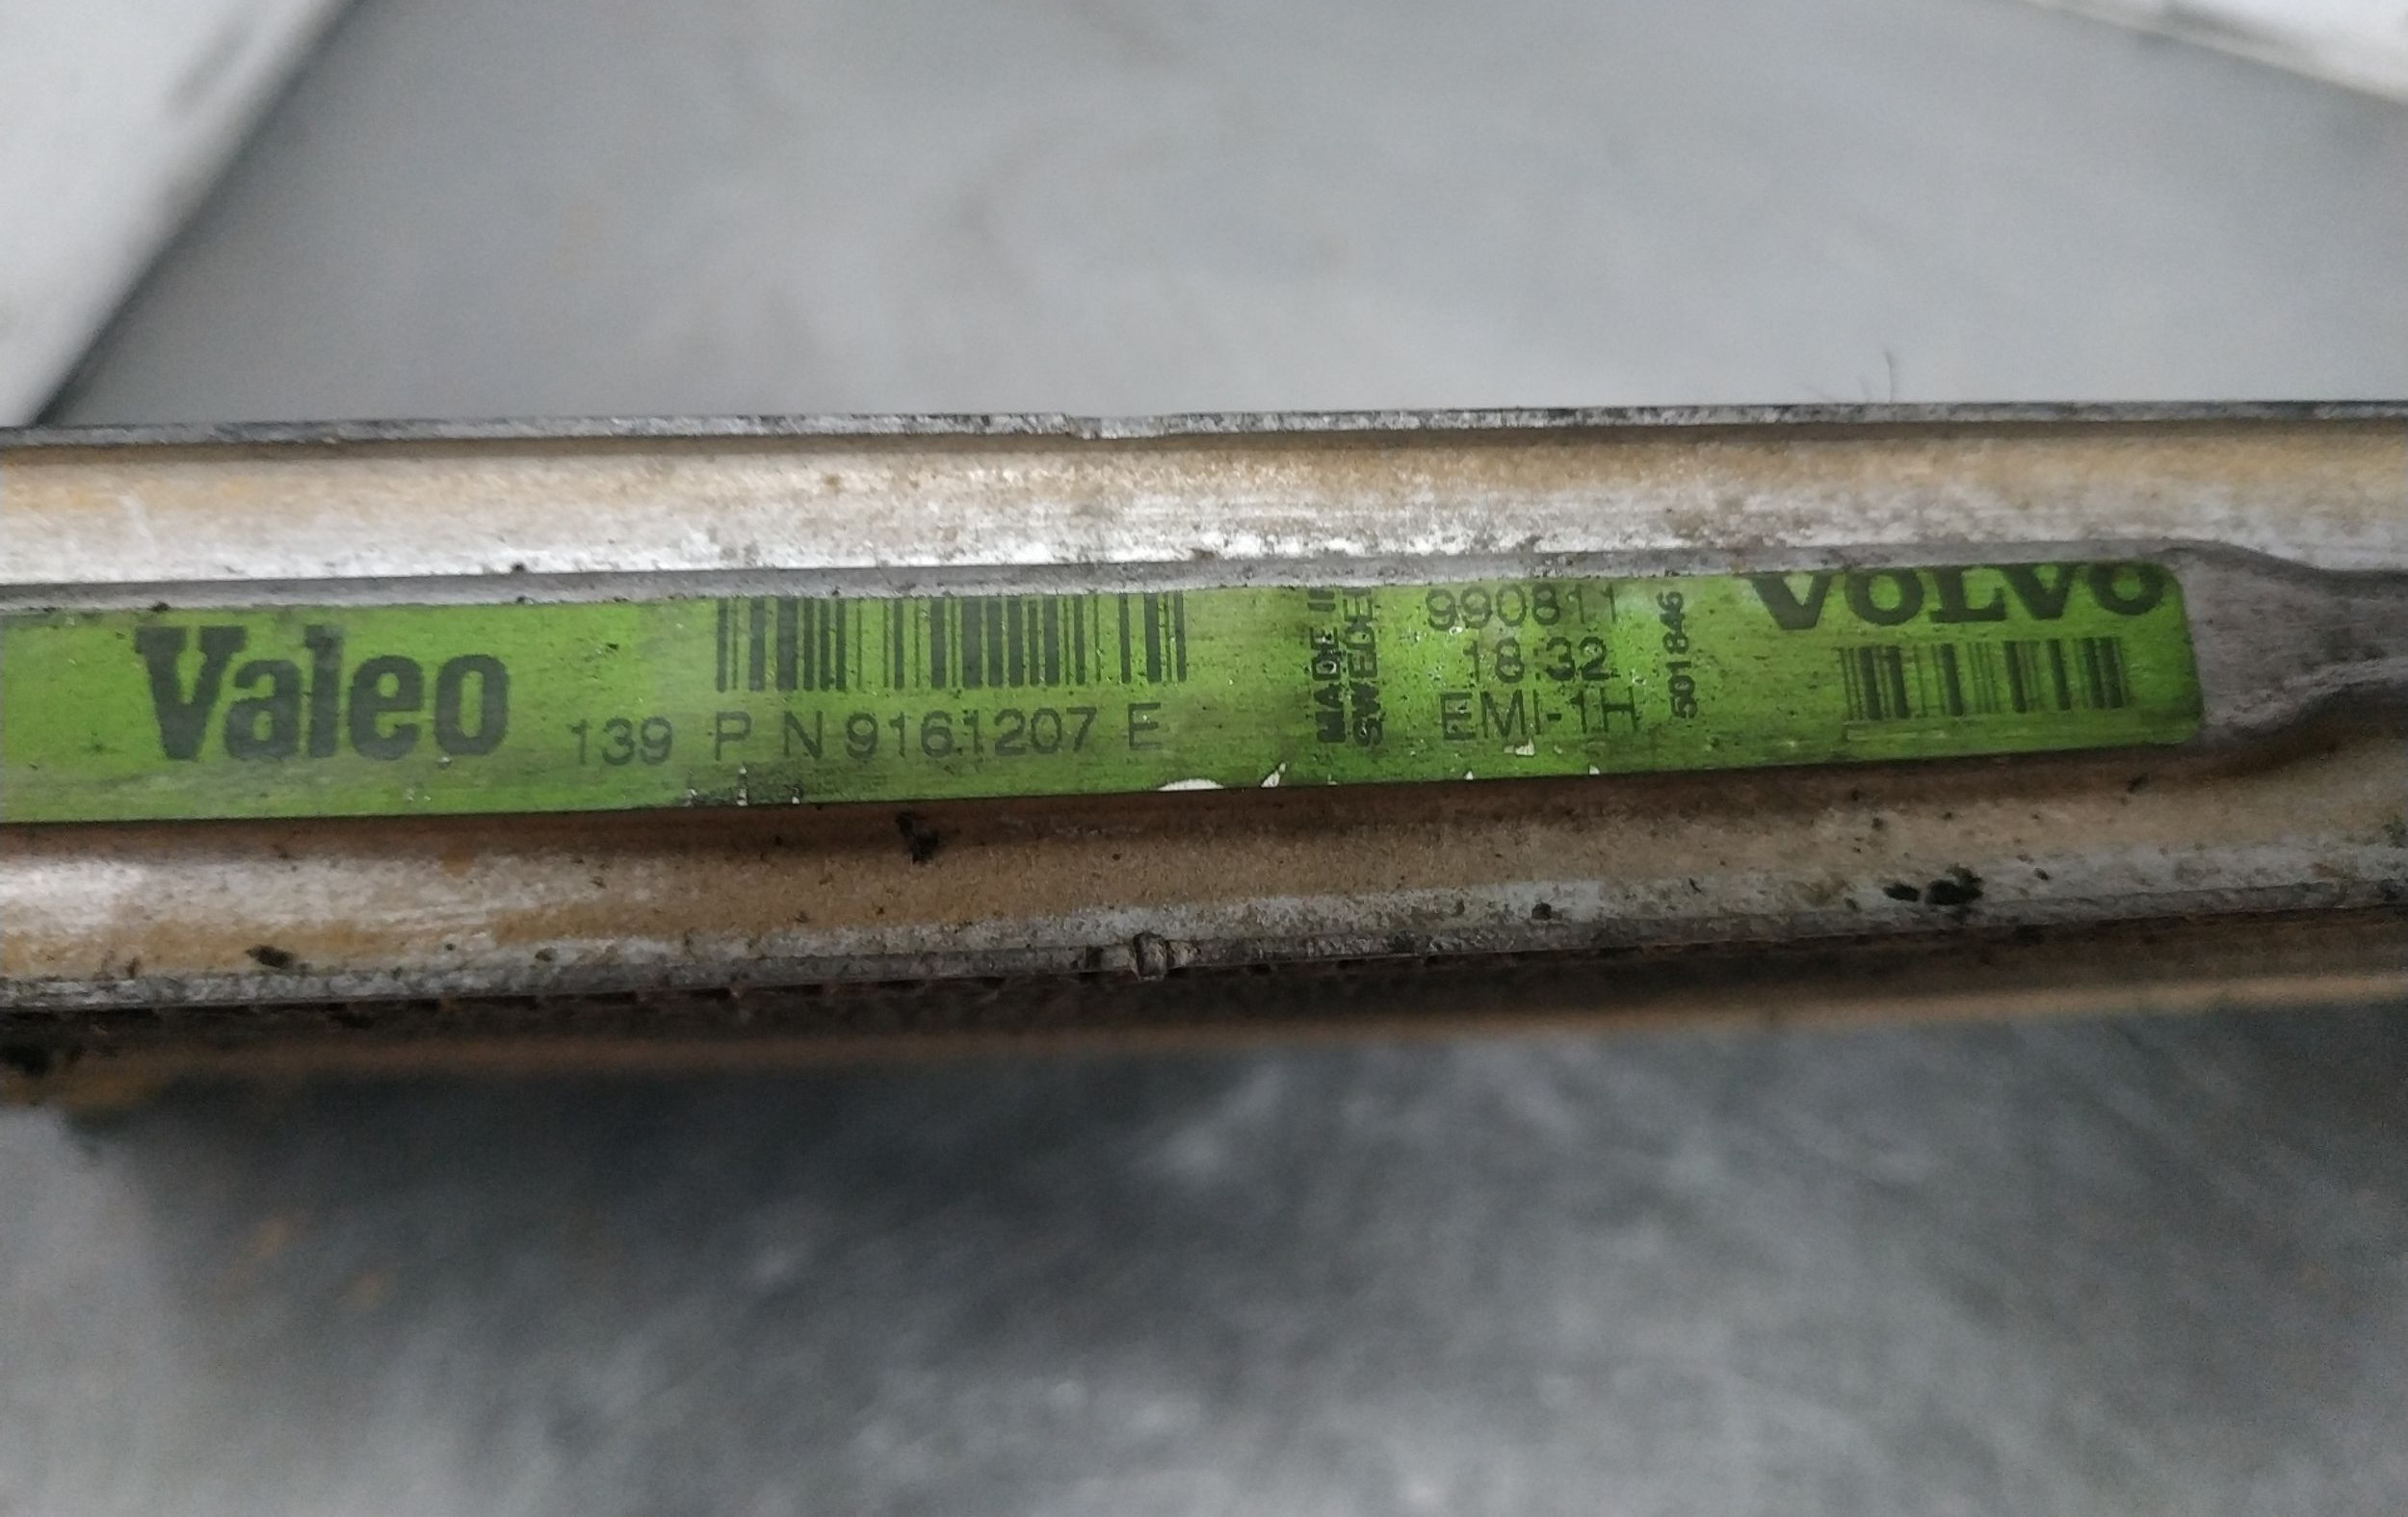 Valeo
139 P N 9161207 E
MADE IN
SWEDEN
990811
18:32
EMI-1H
501846
VOLVO